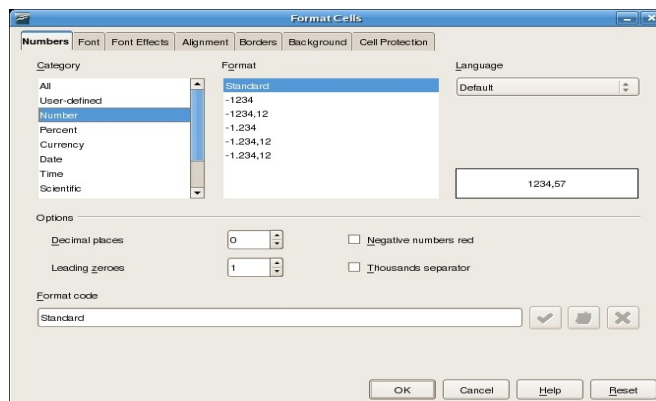 Format Cells
Numbers Font Font Effects Alignment Borders Background Cell Protection
Category Format Language
All Standard Default
User-defined -1234
Number -1234,12
Percent -1.234
Currency -1.234,12
Date -1.234,12
Time
Scientific 1234,57
Options
Decimal places 0 Negative numbers red
Leading zeroes 1 Thousands separator
Format code
Standard
OK Cancel Help Reset